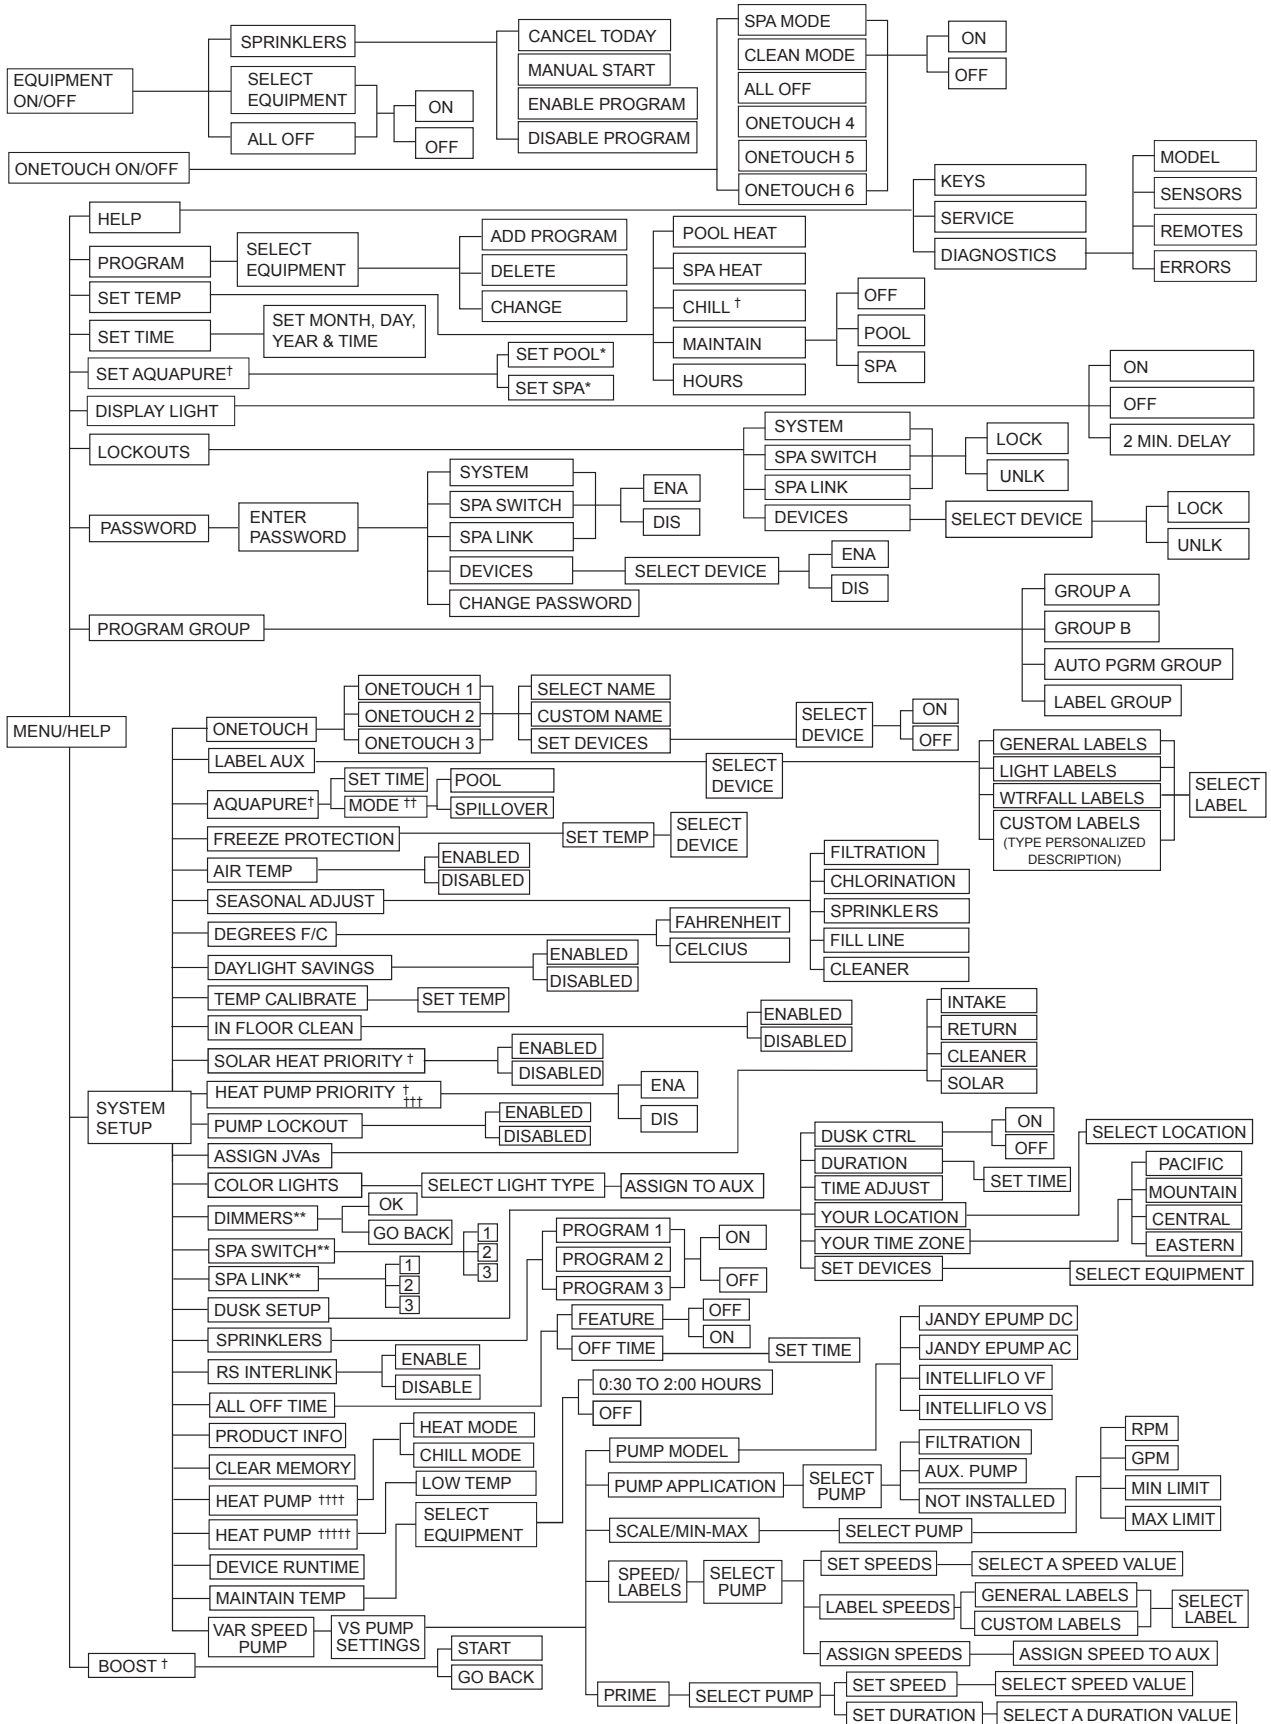 EQUIPMENT
ON/OFF
SPRINKLERS
SELECT
EQUIPMENT
ALL OFF
ON
OFF
CANCEL TODAY
MANUAL START
ENABLE PROGRAM
DISABLE PROGRAM
ONETOUCH ON/OFF
SPA MODE
CLEAN MODE
ALL OFF
ONETOUCH 4
ONETOUCH 5
ONETOUCH 6
ON
OFF
MENU/HELP
HELP
KEYS
SERVICE
DIAGNOSTICS
MODEL
SENSORS
REMOTES
ERRORS
PROGRAM
SELECT
EQUIPMENT
ADD PROGRAM
DELETE
CHANGE
SET TEMP
POOL HEAT
SPA HEAT
CHILL †
MAINTAIN
HOURS
OFF
POOL
SPA
SET TIME
SET MONTH, DAY,
YEAR & TIME
SET AQUAPURE†
SET POOL*
SET SPA*
DISPLAY LIGHT
ON
OFF
2 MIN. DELAY
LOCKOUTS
SYSTEM
SPA SWITCH
SPA LINK
DEVICES
LOCK
UNLK
SELECT DEVICE
LOCK
UNLK
PASSWORD
ENTER
PASSWORD
SYSTEM
SPA SWITCH
SPA LINK
DEVICES
CHANGE PASSWORD
ENA
DIS
SELECT DEVICE
ENA
DIS
PROGRAM GROUP
GROUP A
GROUP B
AUTO PGRM GROUP
LABEL GROUP
SYSTEM
SETUP
ONETOUCH
ONETOUCH 1
ONETOUCH 2
ONETOUCH 3
SELECT NAME
CUSTOM NAME
SET DEVICES
SELECT
DEVICE
ON
OFF
LABEL AUX
SELECT
DEVICE
GENERAL LABELS
LIGHT LABELS
WTRFALL LABELS
CUSTOM LABELS
(TYPE PERSONALIZED
DESCRIPTION)
SELECT
LABEL
AQUAPURE†
SET TIME
MODE ††
POOL
SPILLOVER
FREEZE PROTECTION
SET TEMP
SELECT
DEVICE
AIR TEMP
ENABLED
DISABLED
SEASONAL ADJUST
FILTRATION
CHLORINATION
SPRINKLERS
FILL LINE
CLEANER
DEGREES F/C
FAHRENHEIT
CELCIUS
DAYLIGHT SAVINGS
ENABLED
DISABLED
TEMP CALIBRATE
SET TEMP
IN FLOOR CLEAN
ENABLED
DISABLED
SOLAR HEAT PRIORITY †
ENABLED
DISABLED
HEAT PUMP PRIORITY †
†††
ENA
DIS
PUMP LOCKOUT
ENABLED
DISABLED
ASSIGN JVAs
INTAKE
RETURN
CLEANER
SOLAR
COLOR LIGHTS
SELECT LIGHT TYPE
ASSIGN TO AUX
DIMMERS**
OK
GO BACK
SPA SWITCH**
1
2
3
SPA LINK**
1
2
3
DUSK SETUP
DUSK CTRL
DURATION
TIME ADJUST
YOUR LOCATION
YOUR TIME ZONE
SET DEVICES
ON
OFF
SET TIME
SELECT LOCATION
PACIFIC
MOUNTAIN
CENTRAL
EASTERN
SELECT EQUIPMENT
SPRINKLERS
PROGRAM 1
PROGRAM 2
PROGRAM 3
ON
OFF
RS INTERLINK
ENABLE
DISABLE
ALL OFF TIME
FEATURE
OFF TIME
OFF
ON
SET TIME
PRODUCT INFO
CLEAR MEMORY
HEAT PUMP ††††
HEAT MODE
CHILL MODE
HEAT PUMP †††††
LOW TEMP
DEVICE RUNTIME
MAINTAIN TEMP
SELECT
EQUIPMENT
0:30 TO 2:00 HOURS
OFF
VAR SPEED
PUMP
VS PUMP
SETTINGS
PUMP MODEL
JANDY EPUMP DC
JANDY EPUMP AC
INTELLIFLO VF
INTELLIFLO VS
PUMP APPLICATION
SELECT
PUMP
FILTRATION
AUX. PUMP
NOT INSTALLED
SCALE/MIN-MAX
SELECT PUMP
RPM
GPM
MIN LIMIT
MAX LIMIT
SPEED/
LABELS
SELECT
PUMP
SET SPEEDS
SELECT A SPEED VALUE
LABEL SPEEDS
GENERAL LABELS
CUSTOM LABELS
SELECT
LABEL
ASSIGN SPEEDS
ASSIGN SPEED TO AUX
PRIME
SELECT PUMP
SET SPEED
SELECT SPEED VALUE
SET DURATION
SELECT A DURATION VALUE
BOOST †
START
GO BACK